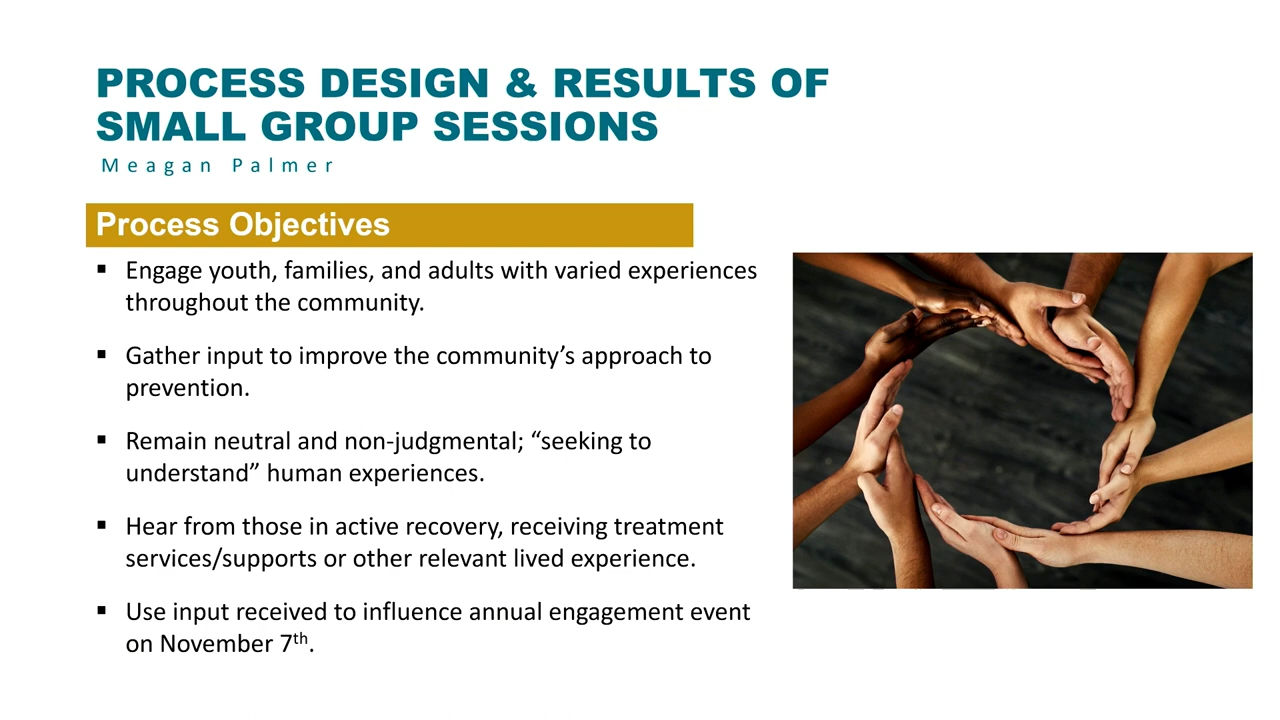 PROCESS DESIGN & RESULTS OF
SMALL GROUP SESSIONS
Meagan Palmer
Process Objectives
▪ Engage youth, families, and adults with varied experiences
throughout the community.
▪ Gather input to improve the community’s approach to
prevention.
▪ Remain neutral and non-judgmental; “seeking to
understand” human experiences.
▪ Hear from those in active recovery, receiving treatment
services/supports or other relevant lived experience.
▪ Use input received to influence annual engagement event
on November 7th.